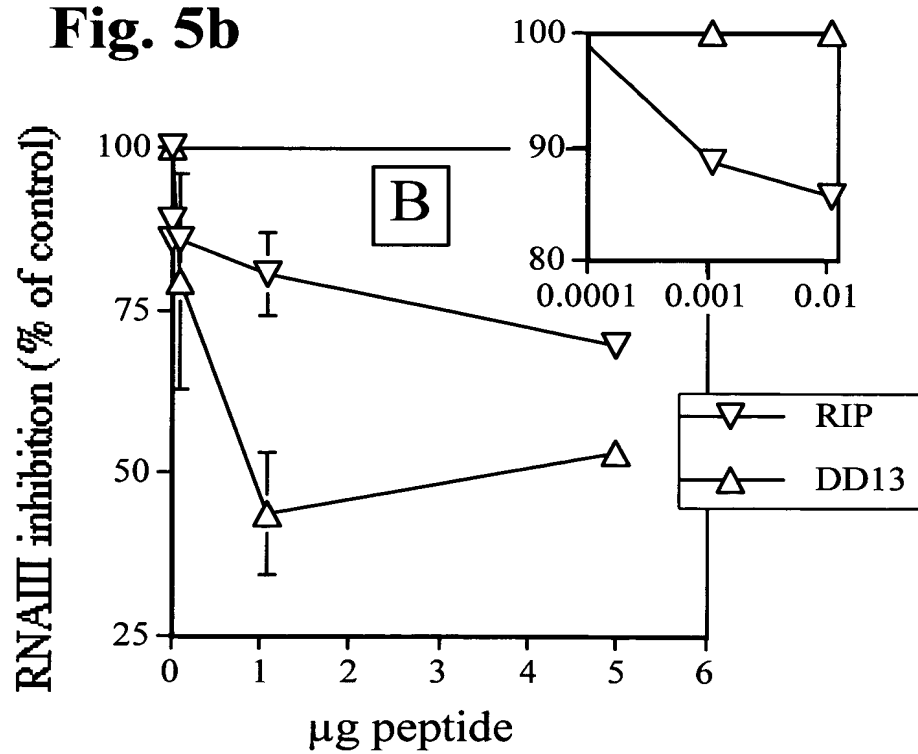 Fig. 5b
100
90
80
0.0001 0.001 0.01
RNAIII inhibition (% of control)
100
75
50
25
B
RIP
DD13
0 1 2 3 4 5 6
µg peptide